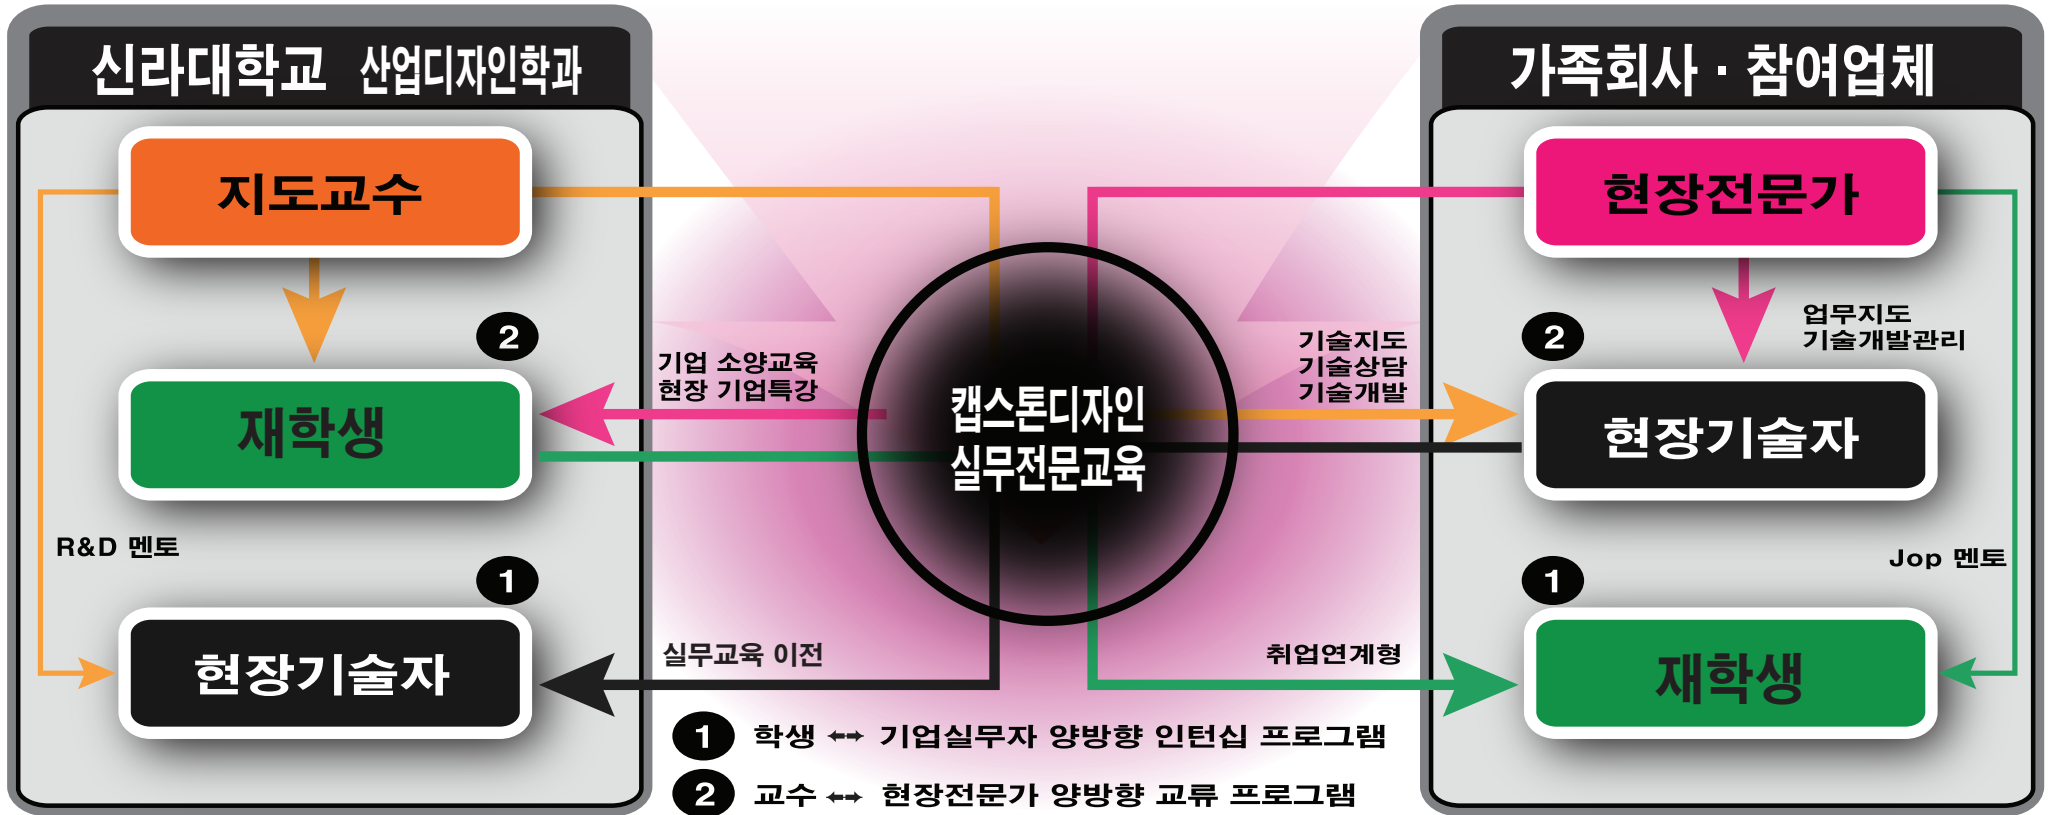 신라대학교 산업디자인학과
지도교수
2
재학생
R&D 멘토
1
현장기술자
기업 소양교육
현장 기업특강
실무교육 이전
캡스톤디자인
실무전문교육
기술지도
기술상담
기술개발
취업연계형
가족회사 · 참여업체
현장전문가
업무지도
기술개발관리
2
현장기술자
Jop 멘토
1
재학생
1 학생 ↔ 기업실무자 양방향 인턴십 프로그램
2 교수 ↔ 현장전문가 양방향 교류 프로그램